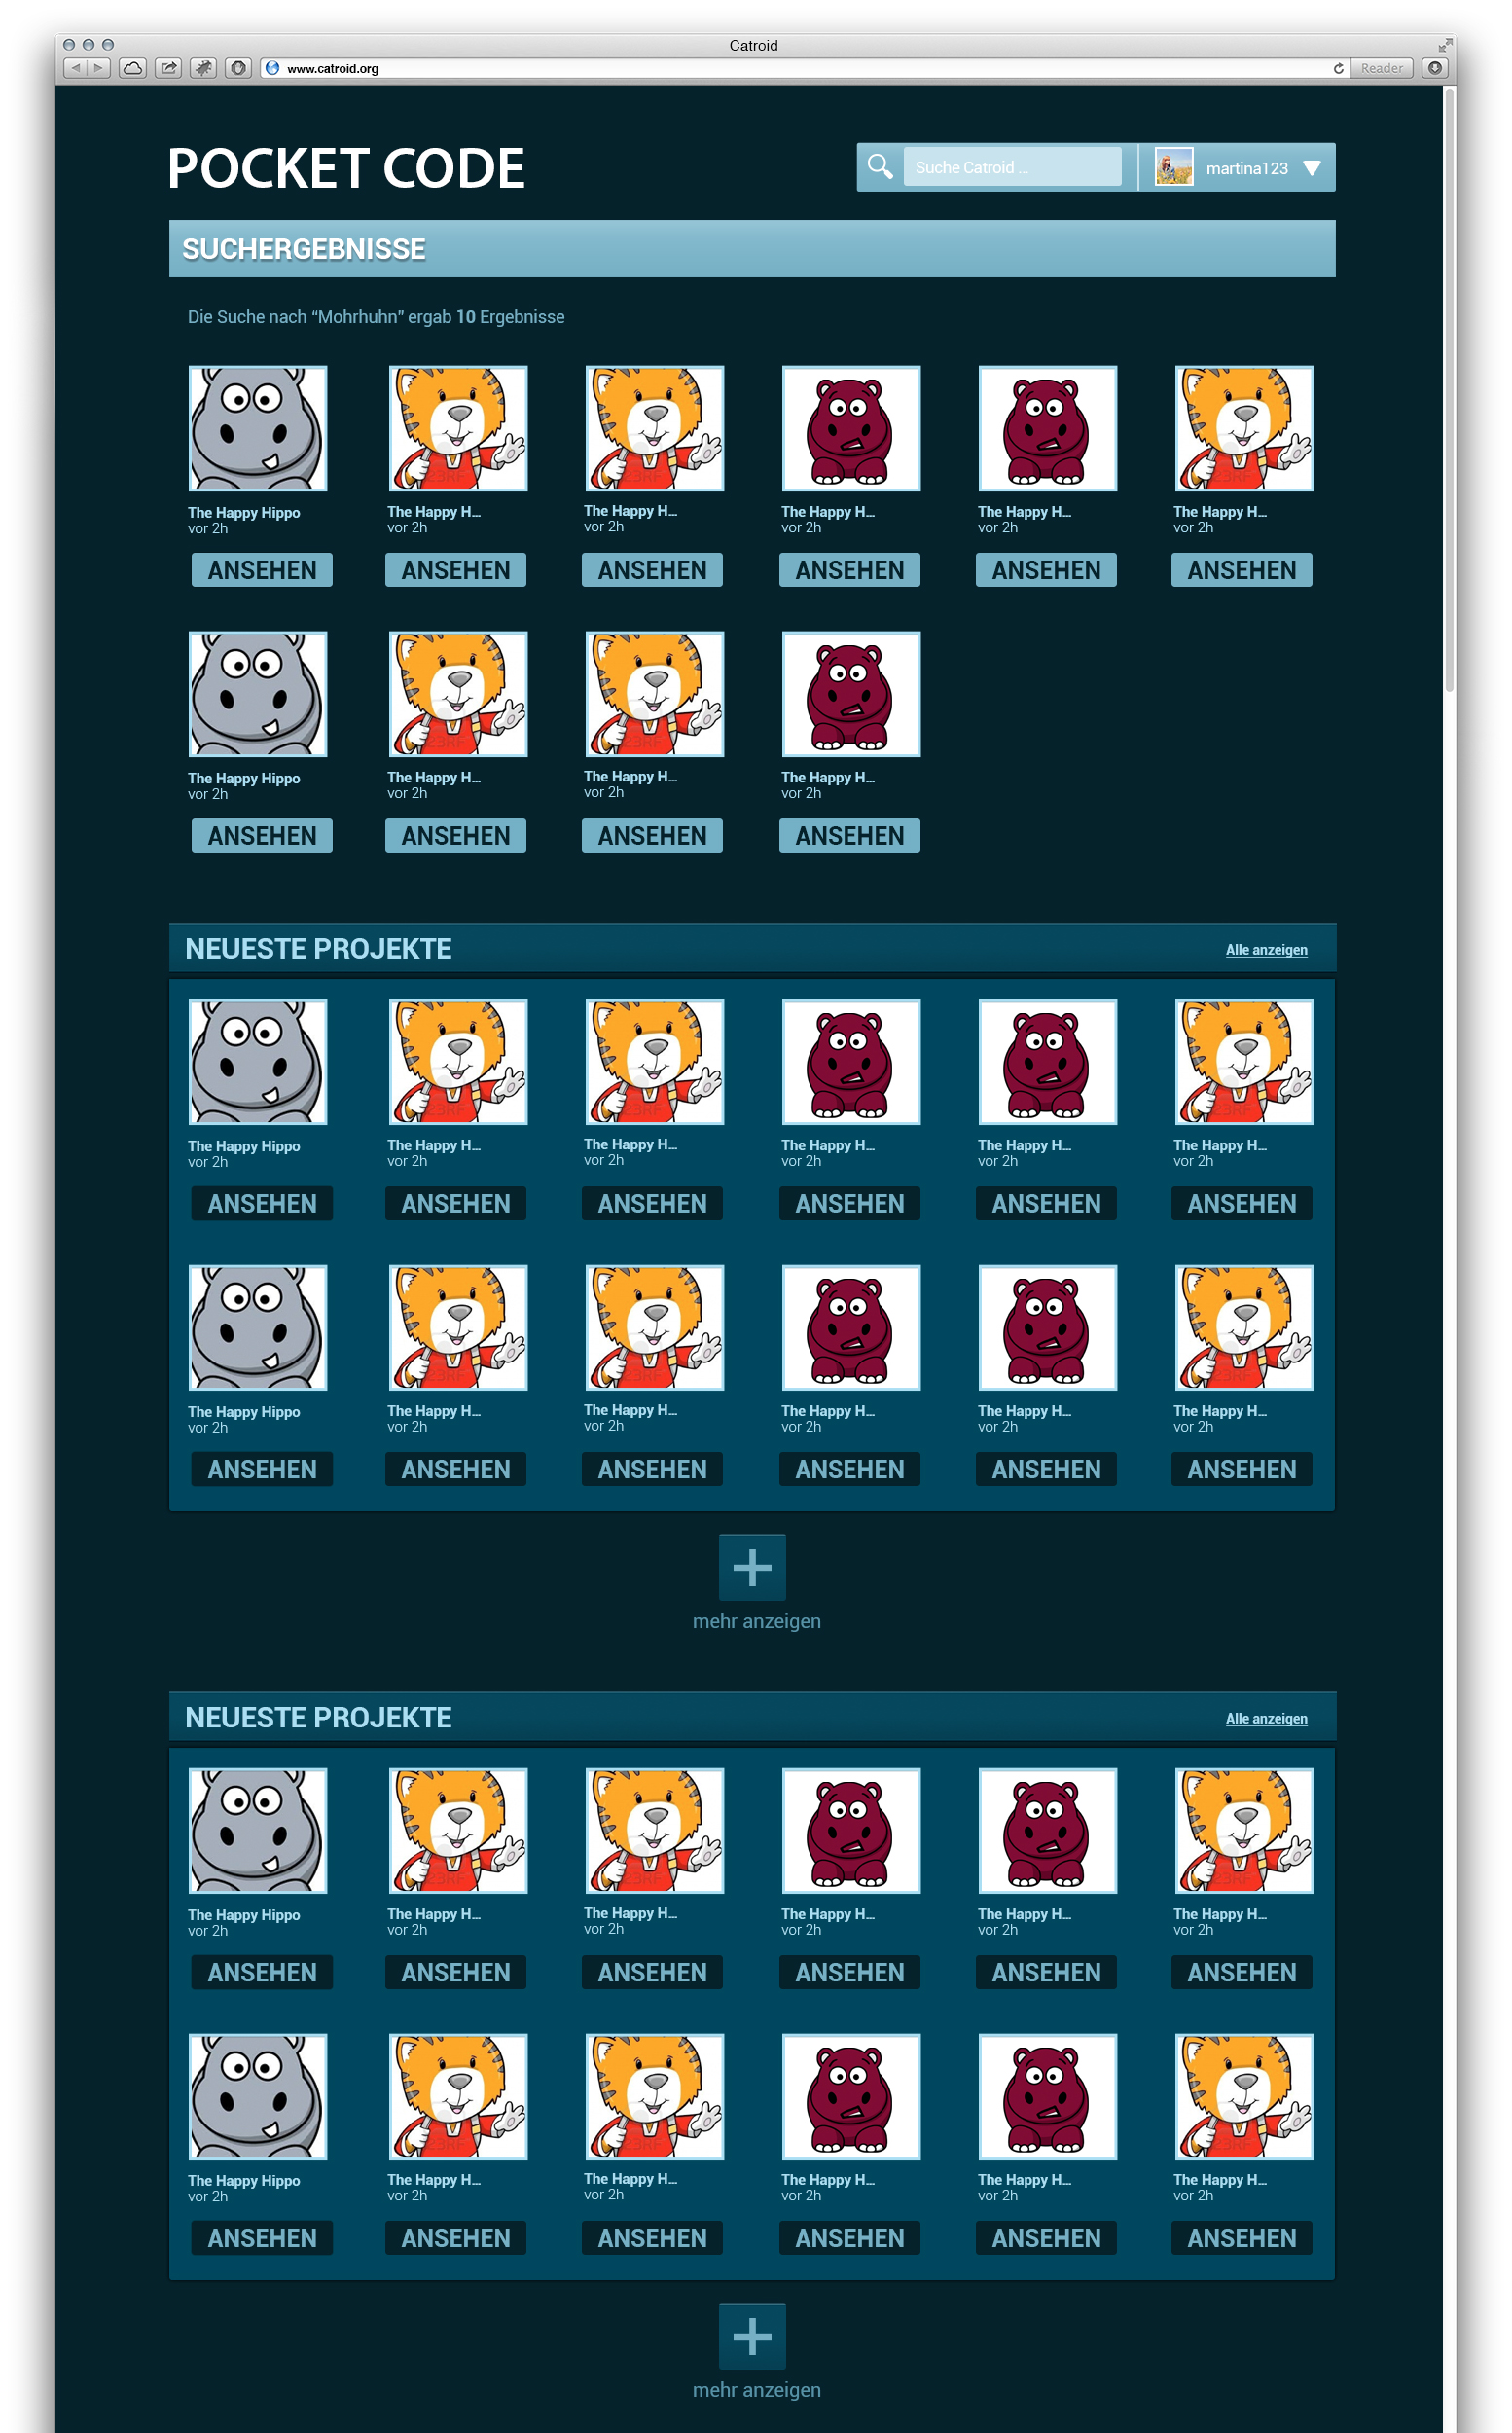 Catroid
www.catroid.org
Reader
POCKET CODE
Suche Catroid ...
martina123
SUCHERGEBNISSE
Die Suche nach “Mohrhuhn” ergab 10 Ergebnisse
The Happy Hippo The Happy H... The Happy H... The Happy H... The Happy H... The Happy H...
vor 2h vor 2h vor 2h vor 2h vor 2h vor 2h
ANSEHEN ANSEHEN ANSEHEN ANSEHEN ANSEHEN ANSEHEN
The Happy Hippo The Happy H... The Happy H... The Happy H...
vor 2h vor 2h vor 2h vor 2h
ANSEHEN ANSEHEN ANSEHEN ANSEHEN
NEUESTE PROJEKTE Alle anzeigen
The Happy Hippo The Happy H... The Happy H... The Happy H... The Happy H... The Happy H...
vor 2h vor 2h vor 2h vor 2h vor 2h vor 2h
ANSEHEN ANSEHEN ANSEHEN ANSEHEN ANSEHEN ANSEHEN
The Happy Hippo The Happy H... The Happy H... The Happy H... The Happy H... The Happy H...
vor 2h vor 2h vor 2h vor 2h vor 2h vor 2h
ANSEHEN ANSEHEN ANSEHEN ANSEHEN ANSEHEN ANSEHEN
mehr anzeigen
NEUESTE PROJEKTE Alle anzeigen
The Happy Hippo The Happy H... The Happy H... The Happy H... The Happy H... The Happy H...
vor 2h vor 2h vor 2h vor 2h vor 2h vor 2h
ANSEHEN ANSEHEN ANSEHEN ANSEHEN ANSEHEN ANSEHEN
The Happy Hippo The Happy H... The Happy H... The Happy H... The Happy H... The Happy H...
vor 2h vor 2h vor 2h vor 2h vor 2h vor 2h
ANSEHEN ANSEHEN ANSEHEN ANSEHEN ANSEHEN ANSEHEN
mehr anzeigen